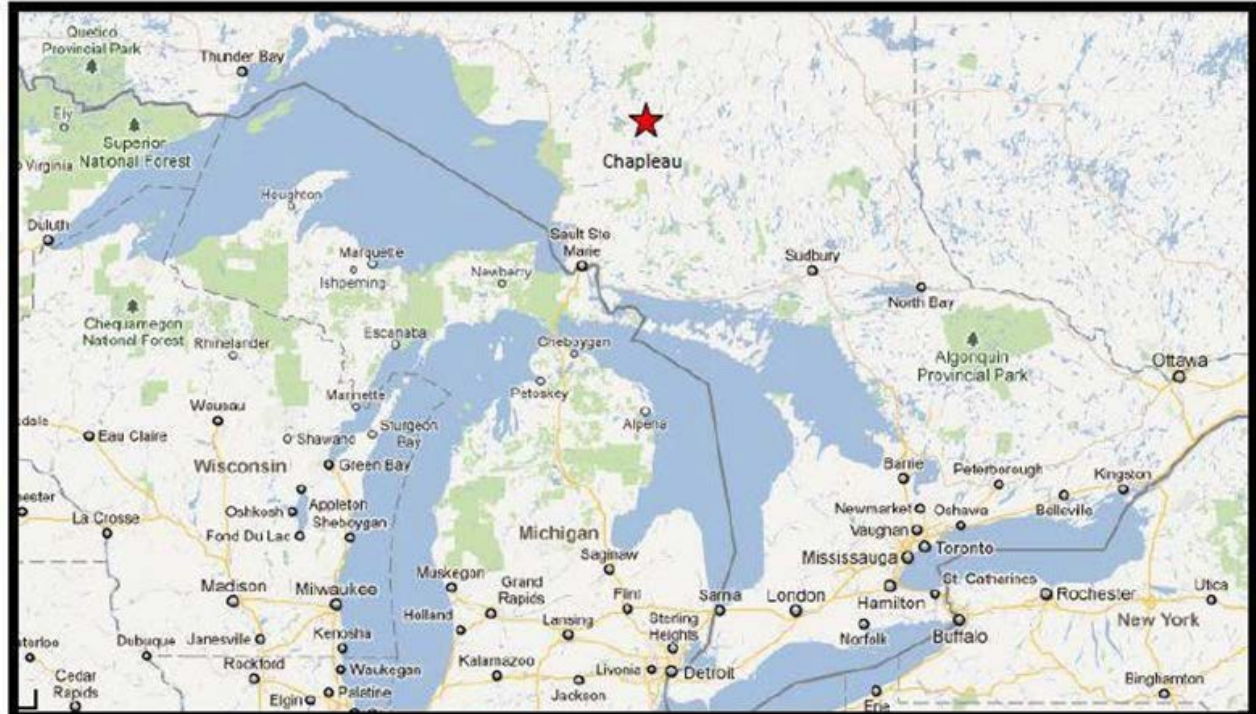 Quetico
Provincial Park
Thunder Bay
Ely
Superior
National Forest
Virginia
Chapleau
Houghton
Duluth
Sault Ste
Marie
Marquette
Ishpeming
Newberry
Sudbury
North Bay
Chequamegon
National Forest
Rhinelander
Escanaba
Cheboygan
Algonquin
Provincial Park
Ottawa
Petoskey
Marinette
Wausau
Alpena
Sturgeon
Bay
dale
Eau Claire
Shawano
Wisconsin
Green Bay
Barrie
Peterborough
Kingston
Belleville
Appleton
Oshkosh
Newmarket
Oshawa
La Crosse
Sheboygan
Fond Du Lac
Michigan
Vaughan
Toronto
Saginaw
Mississauga
Muskegon
Grand
Rapids
St. Catharines
Madison
Milwaukee
Flint
Sarnia
London
Hamilton
Rochester
Utica
Holland
Lansing
Sterling
Heights
Norfolk
Buffalo
New York
Janesville
Kenosha
Dubuque
terloo
Rockford
Waukegan
Kalamazoo
Livonia
Detroit
Cedar
Rapids
Elgin
Palatine
Jackson
Erie
Binghamton